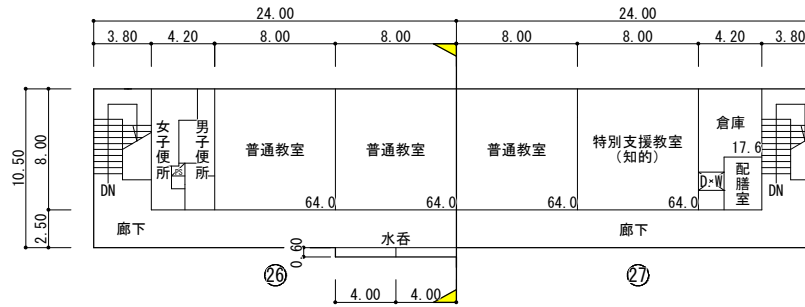 24.00 24.00
3.80 4.20 8.00 8.00 8.00 8.00 4.20 3.80
10.50
8.00
2.50
女子便所
男子便所
PS
DN
普通教室
64.0
普通教室
64.0
普通教室
64.0
特別支援教室
(知的)
64.0
倉庫
17.6
配膳室
D・W
DN
廊下
水呑
廊下
0.60
26
27
4.00 4.00